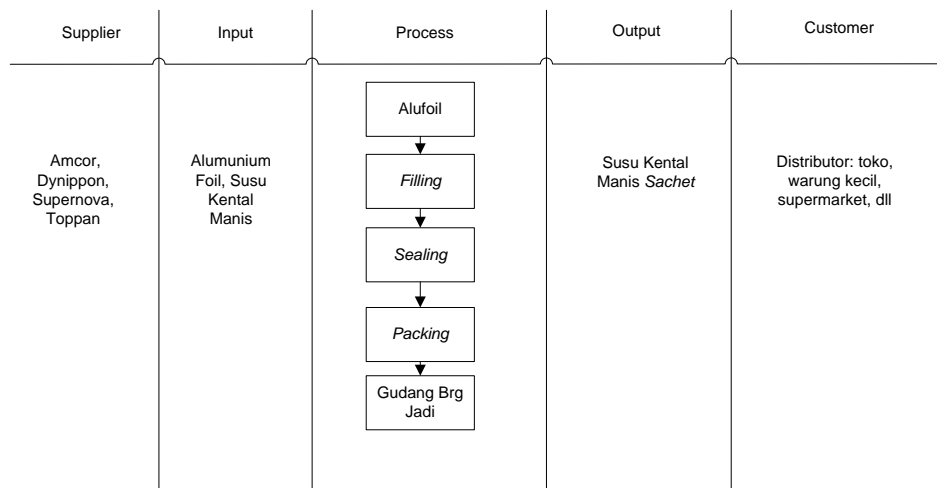 Supplier
Input
Process
Output
Customer
Amcor,
Dynippon,
Supernova,
Toppan
Alumunium
Foil, Susu
Kental
Manis
Alufoil
Filling
Sealing
Packing
Gudang Brg
Jadi
Susu Kental
Manis Sachet
Distributor: toko,
warung kecil,
supermarket, dll